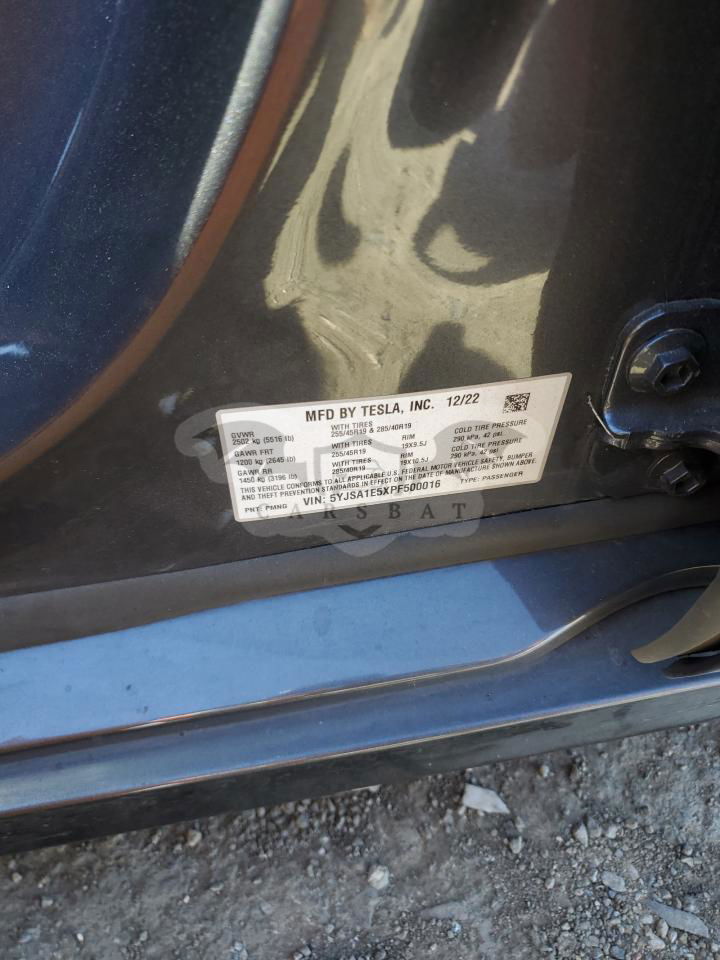 MFD BY TESLA, INC. 12/22
GVWR
2502 kg (5516 lb)
WITH TIRES
255/45R19 & 285/40R19
COLD TIRE PRESSURE
290 kPa, 42 psi
GAWR FRT
1200 kg (2645 lb)
WITH TIRES
255/45R19
RIM
19X9.5J
COLD TIRE PRESSURE
290 kPa, 42 psi
GAWR RR
1450 kg (3196 lb)
WITH TIRES
285/40R19
RIM
19X10.5J
THIS VEHICLE CONFORMS TO ALL APPLICABLE U.S. FEDERAL MOTOR VEHICLE SAFETY, BUMPER
AND THEFT PREVENTION STANDARDS IN EFFECT ON THE DATE OF MANUFACTURE SHOWN ABOVE.
PNT: PMNG
VIN: 5YJSA1E5XPF500016
TYPE: PASSENGER
CARSBAT